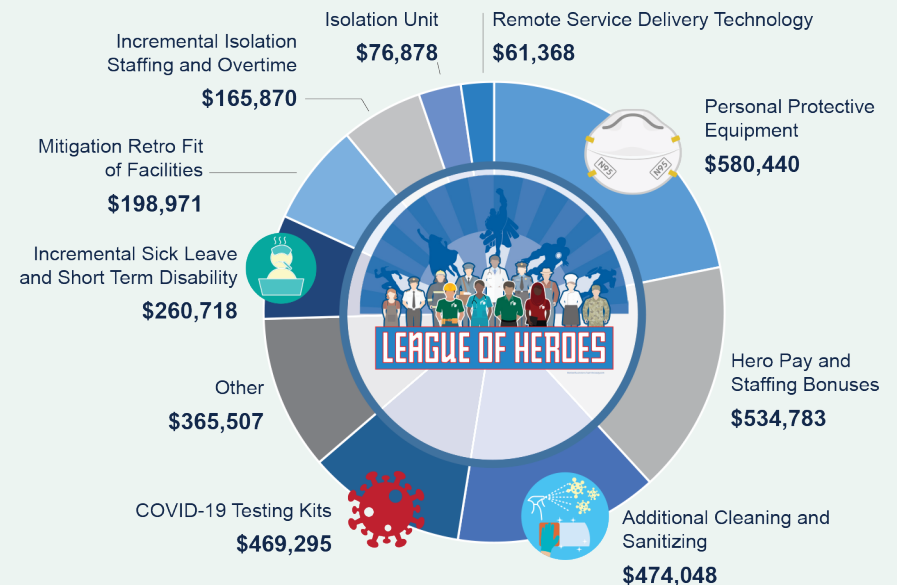 Isolation Unit
$76,878
Remote Service Delivery Technology
$61,368
Incremental Isolation
Staffing and Overtime
$165,870
Personal Protective
Equipment
$580,440
N95
N95
Mitigation Retro Fit
of Facilities
$198,971
Incremental Sick Leave
and Short Term Disability
$260,718
LEAGUE OF HEROES
Hero Pay and
Staffing Bonuses
$534,783
Other
$365,507
COVID-19 Testing Kits
$469,295
Additional Cleaning and
Sanitizing
$474,048